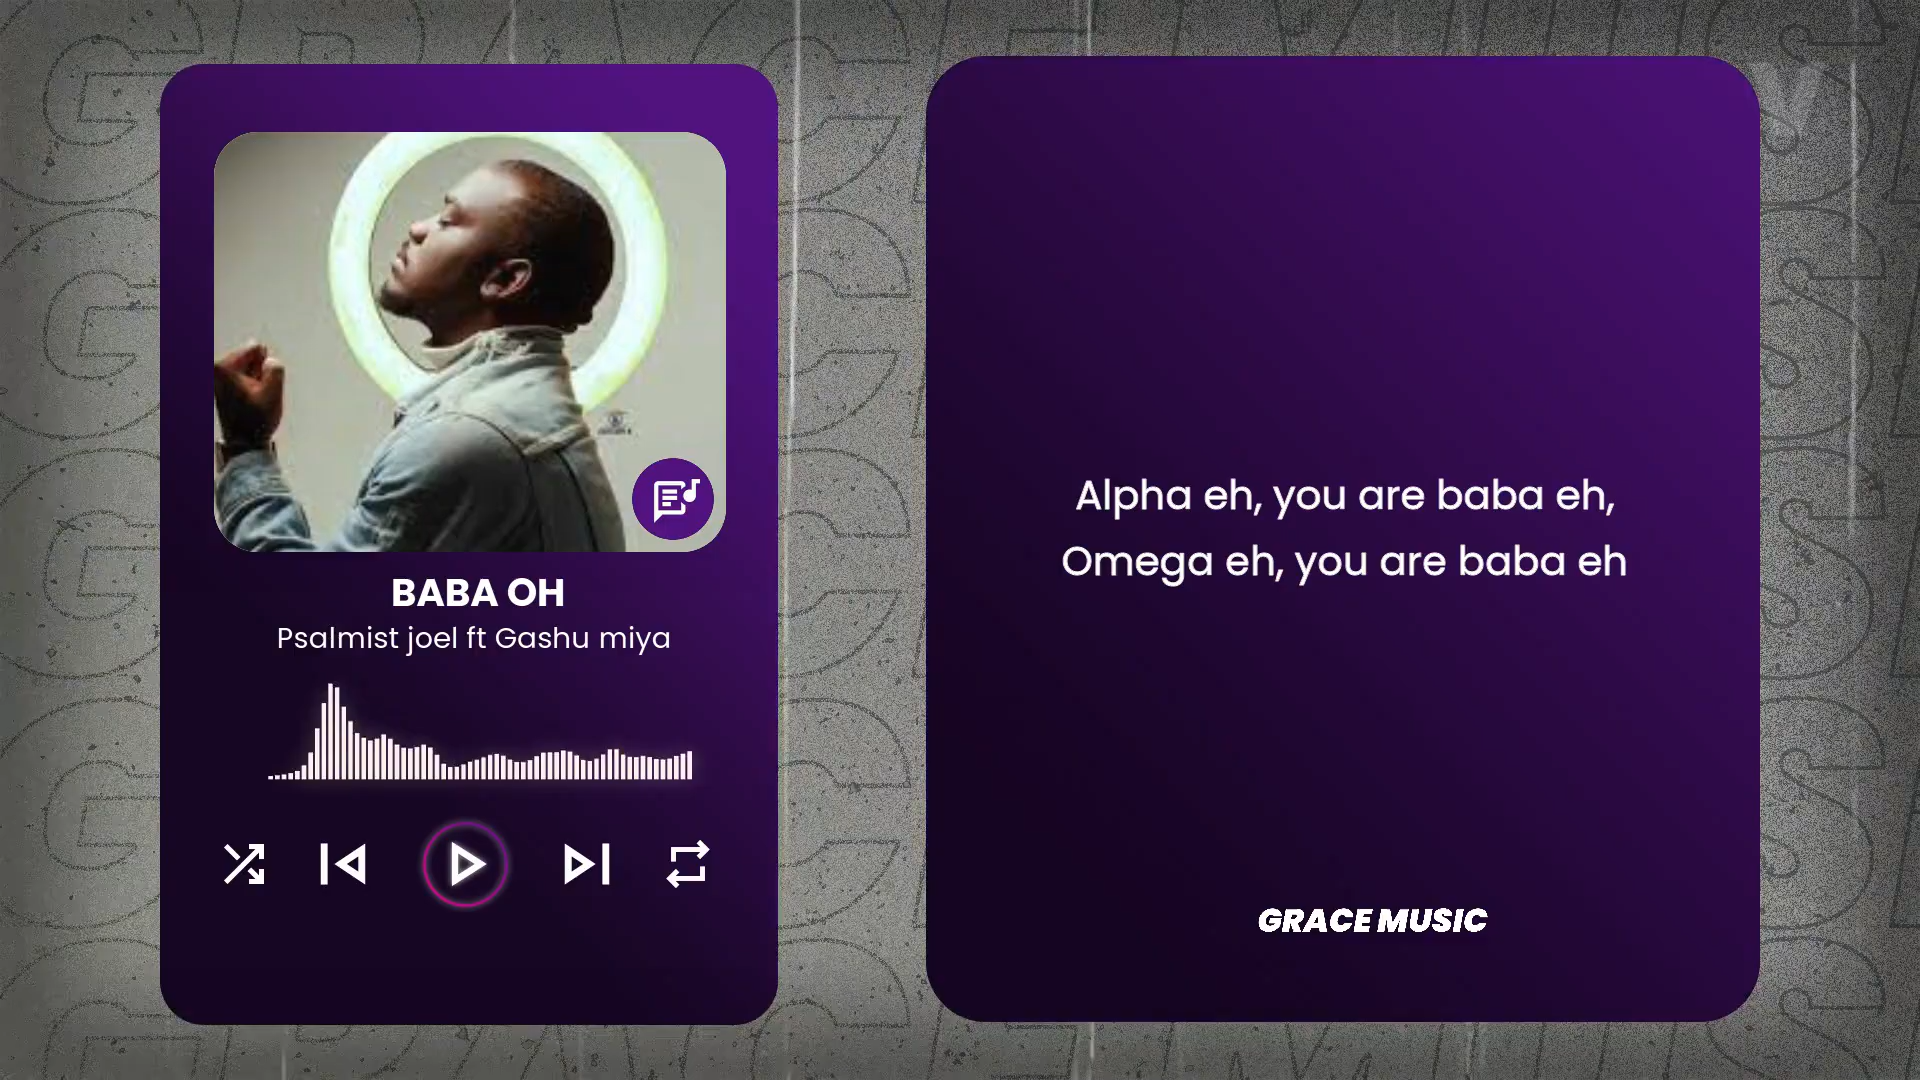 BABA OH
Psalmist joel ft Gashu miya
Alpha eh, you are baba eh,
Omega eh, you are baba eh
GRACE MUSIC